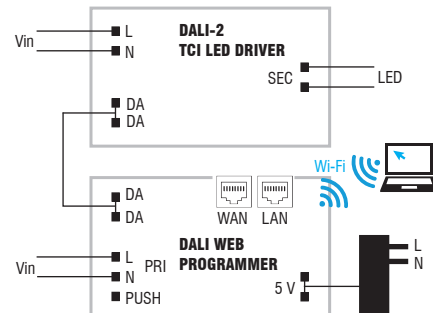 Vin
L
N
DALI-2
TCI LED DRIVER
SEC
LED
DA
DA
Wi-Fi
DA
DA
WAN
LAN
DALI WEB
PROGRAMMER
Vin
L
N
PRI
PUSH
5 V
L
N